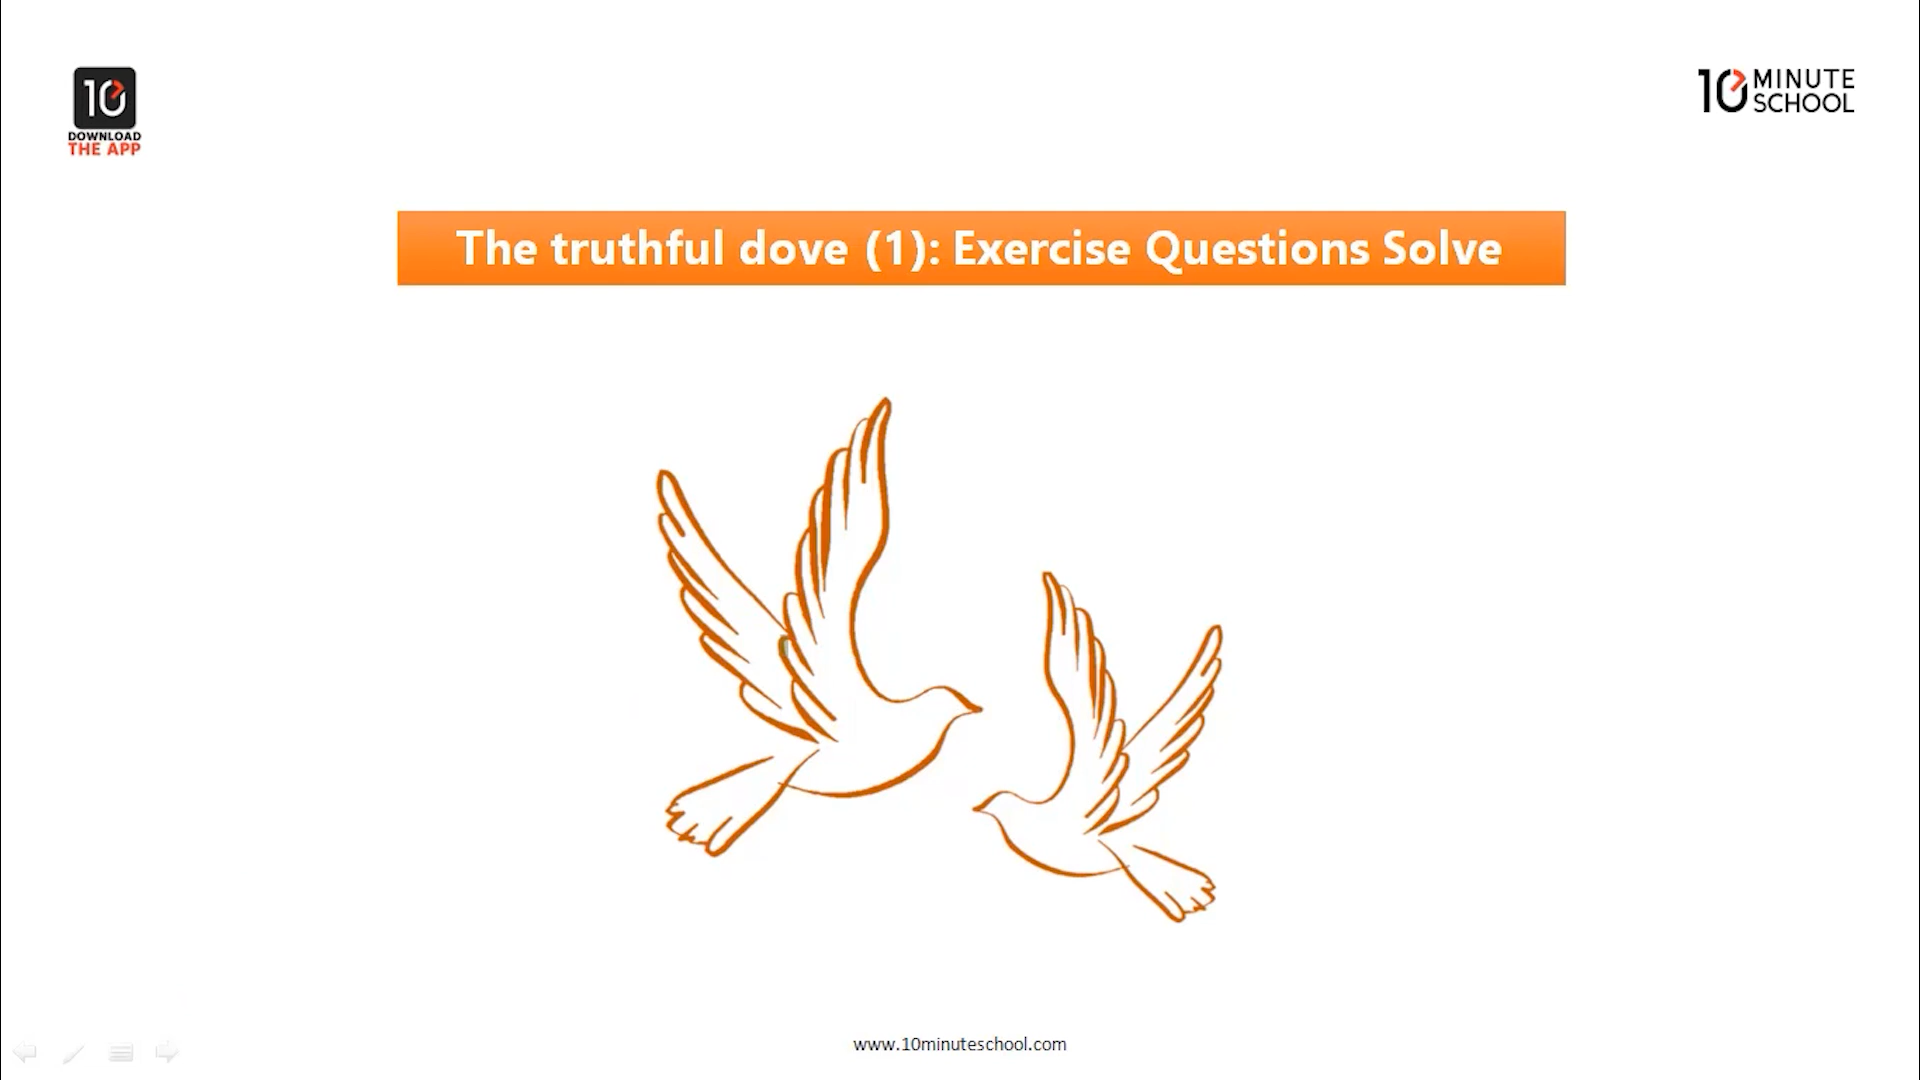 10
DOWNLOAD
THE APP
10 MINUTE
SCHOOL
The truthful dove (1): Exercise Questions Solve
www.10minuteschool.com